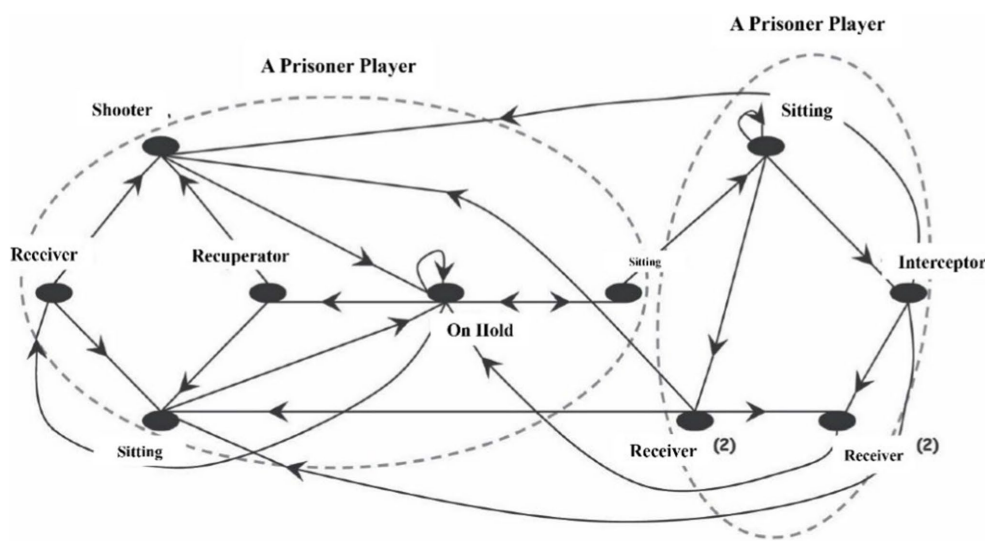 A Prisoner Player
A Prisoner Player
Shooter
Sitting
Receiver
Recuperator
Sitting
Interceptor
On Hold
Sitting
Receiver (2)
Receiver (2)